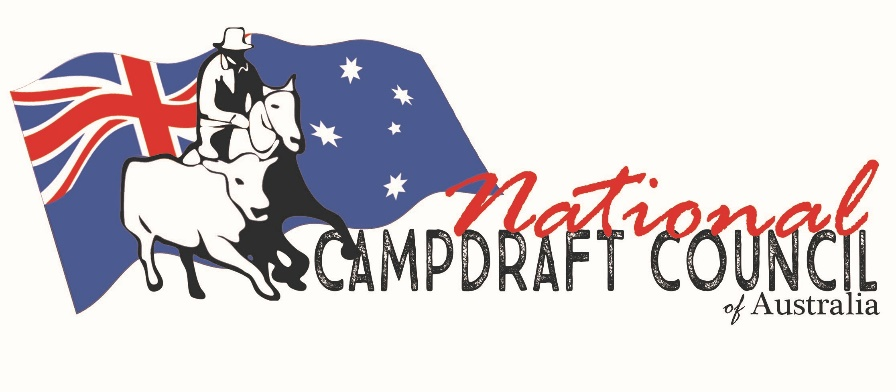 National
CAMPDRAFT COUNCIL
of Australia